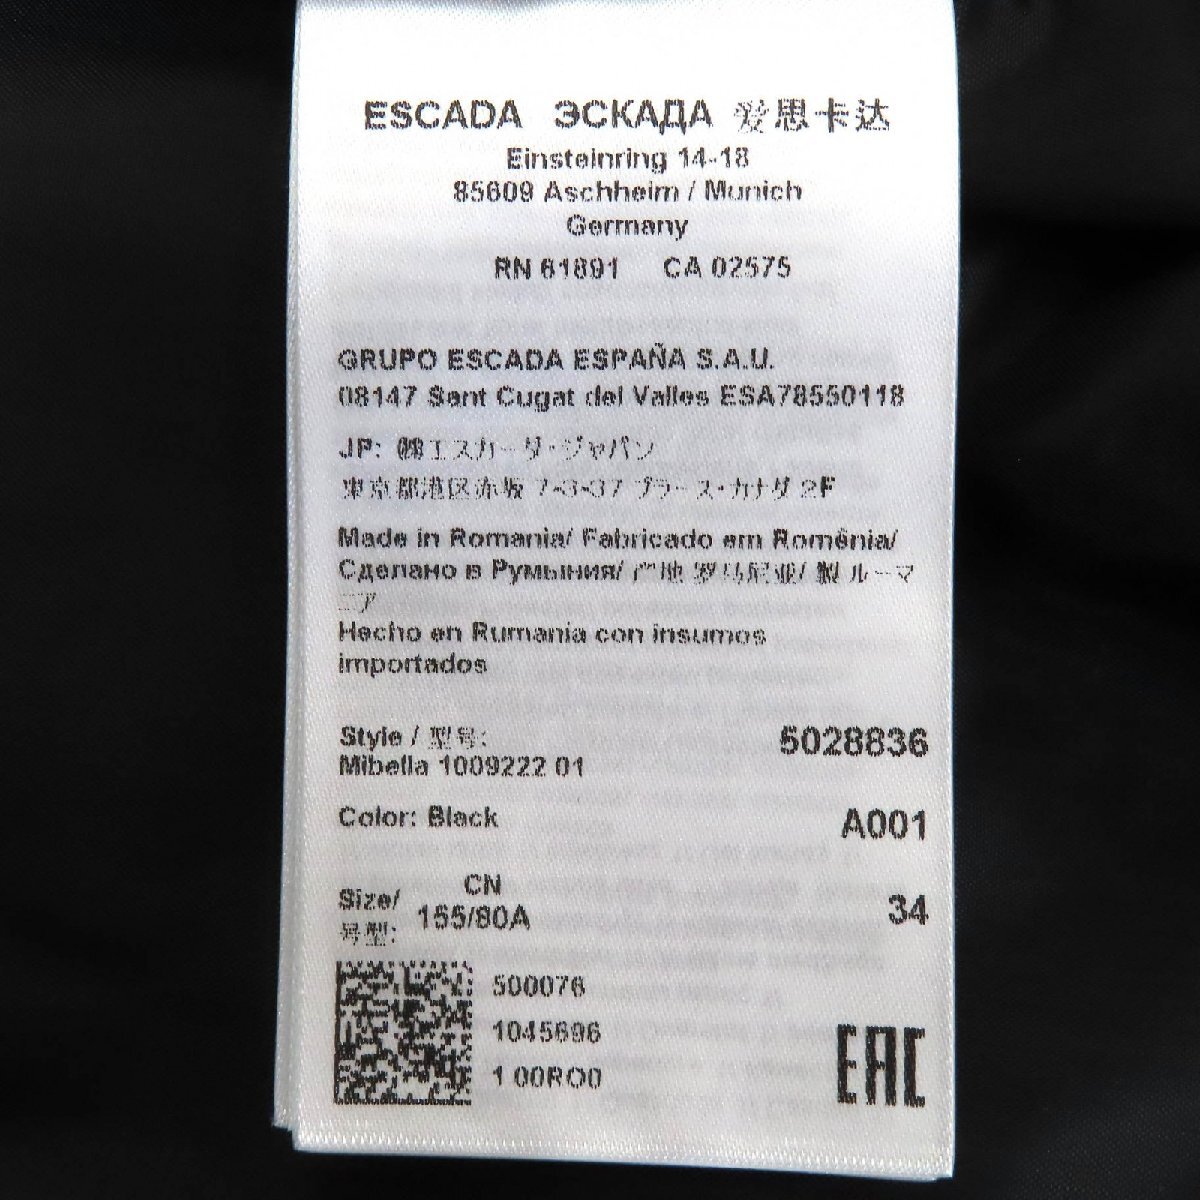 ESCADA ЭСКАДА 爱思卡达
Einsteinring 14-18
85609 Aschheim / Munich
Germany
RN 61891 CA 02575
GRUPO ESCADA ESPAÑA S.A.U.
08147 Sant Cugat del Valles ESA78550118
JP: ㈱エスカーダ・ジャパン
東京都港区赤坂 7-3-37 プラース・カナダ 2F
Made in Romania/ Fabricado em Romênia/
Сделано в Румыния/ 产地 罗马尼亚/ 製 ルーマ
ニア
Hecho en Rumania con insumos
importados
Style / 型号:
5028836
Mibella 1009222 01
Color: Black A001
CN
Size/ 155/80A 34
号型:
500076
1045696
1 00RO0
EAC